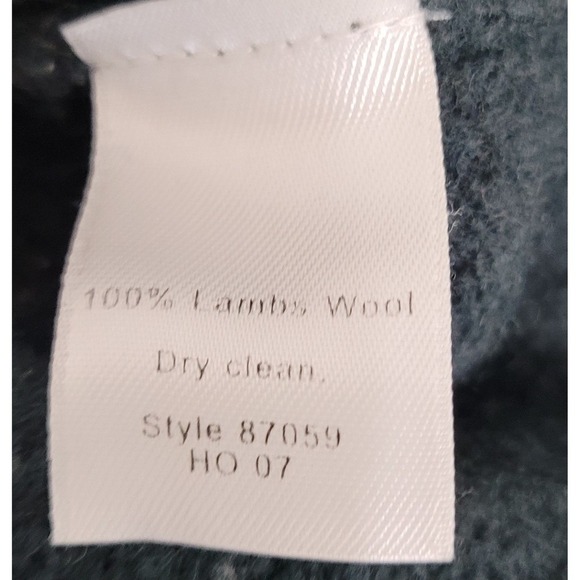 100% Lambs Wool
Dry clean.
Style 87059
HO 07